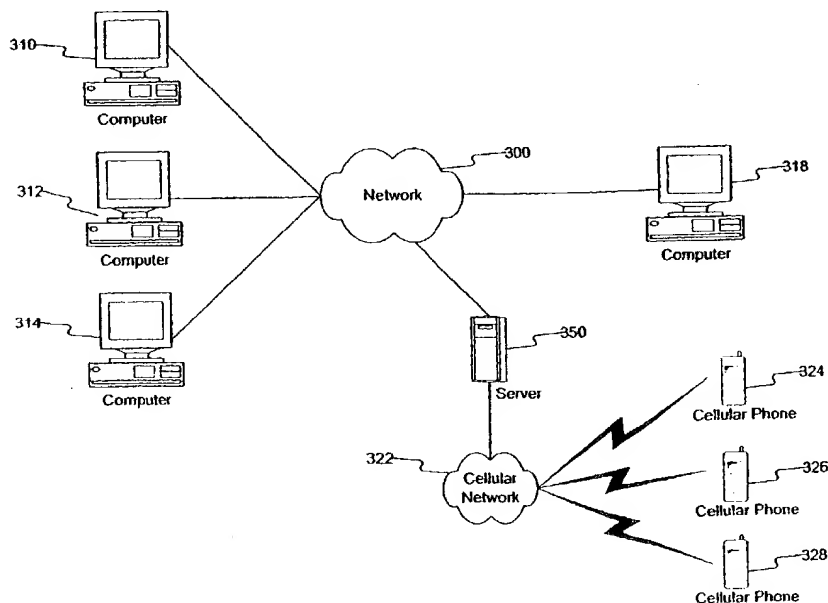 310
Computer
312
Computer
314
Computer
300
Network
318
Computer
350
Server
322
Cellular
Network
324
Cellular Phone
326
Cellular Phone
328
Cellular Phone